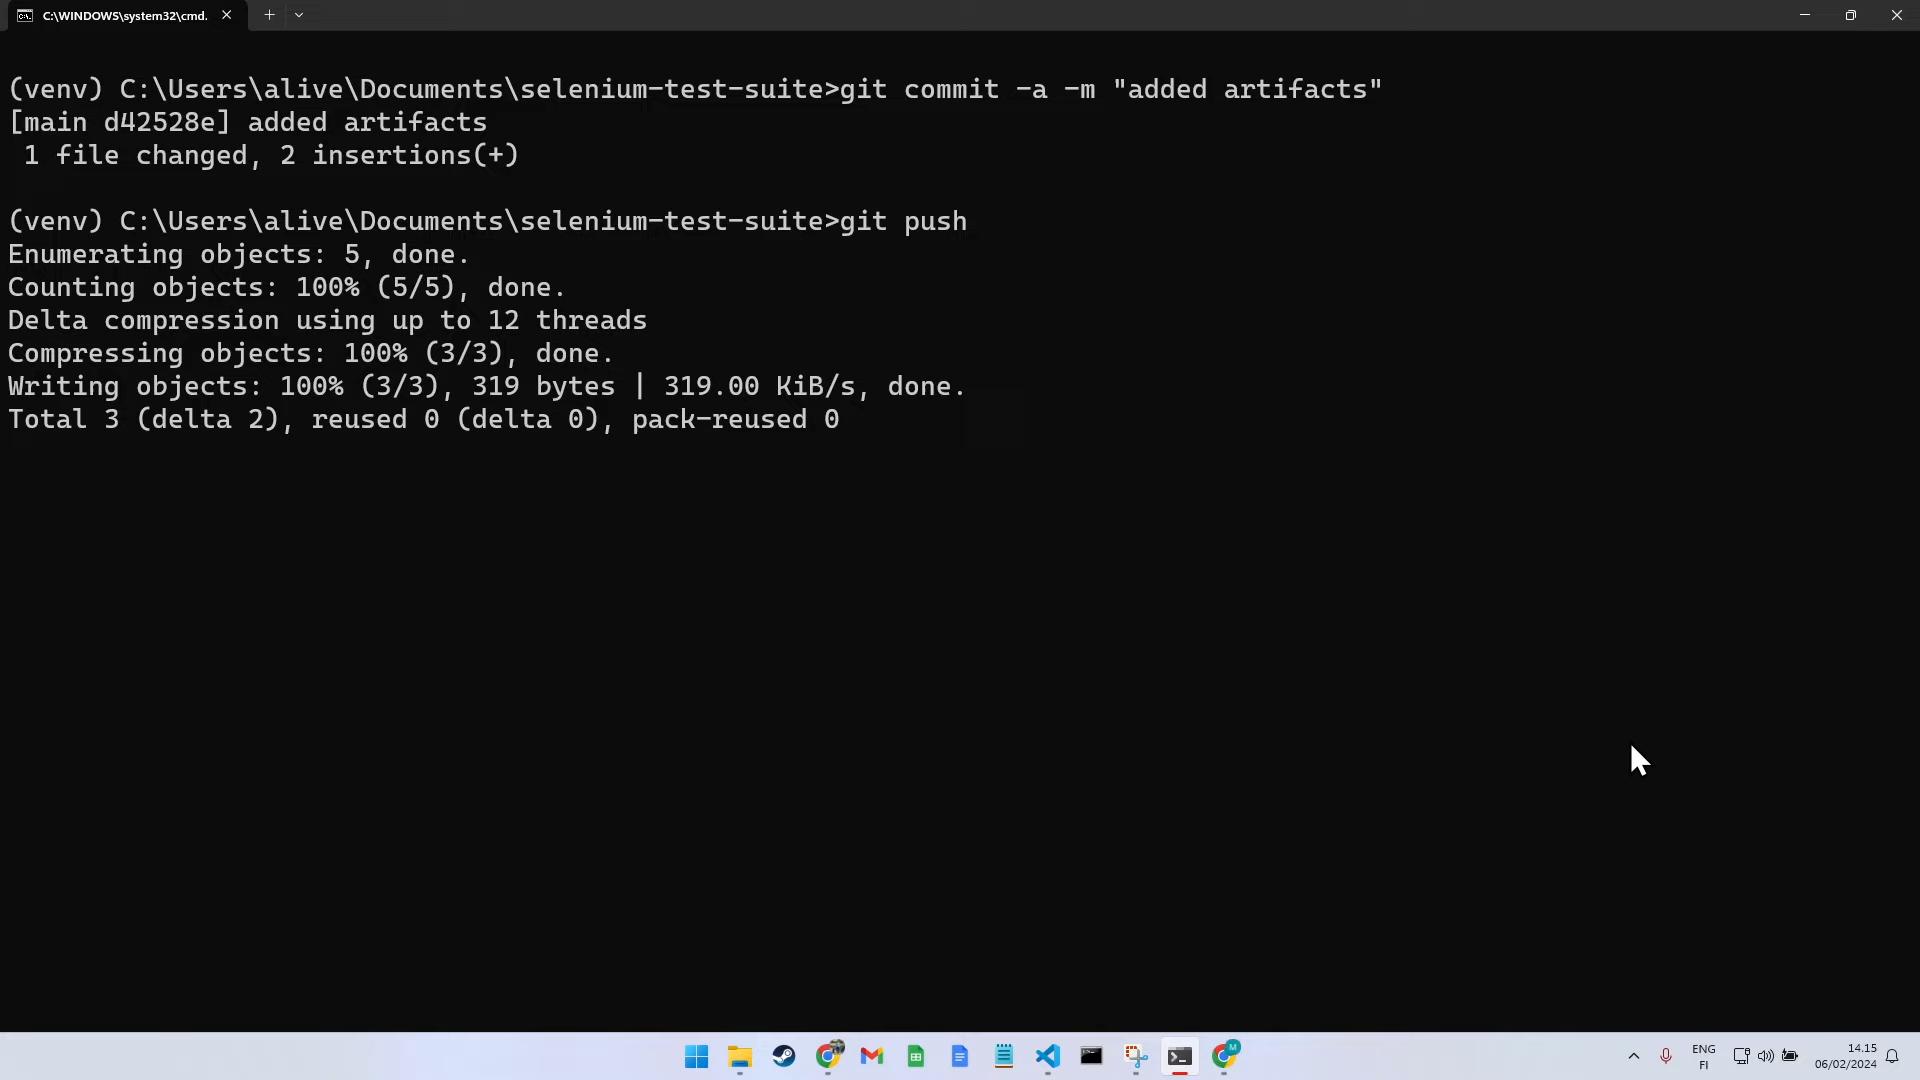 C:\WINDOWS\system32\cmd.
(venv) C:\Users\alive\Documents\selenium-test-suite>git commit -a -m "added artifacts"
[main d42528e] added artifacts
 1 file changed, 2 insertions(+)
(venv) C:\Users\alive\Documents\selenium-test-suite>git push
Enumerating objects: 5, done.
Counting objects: 100% (5/5), done.
Delta compression using up to 12 threads
Compressing objects: 100% (3/3), done.
Writing objects: 100% (3/3), 319 bytes | 319.00 KiB/s, done.
Total 3 (delta 2), reused 0 (delta 0), pack-reused 0
M
ENG
FI
14.15
06/02/2024